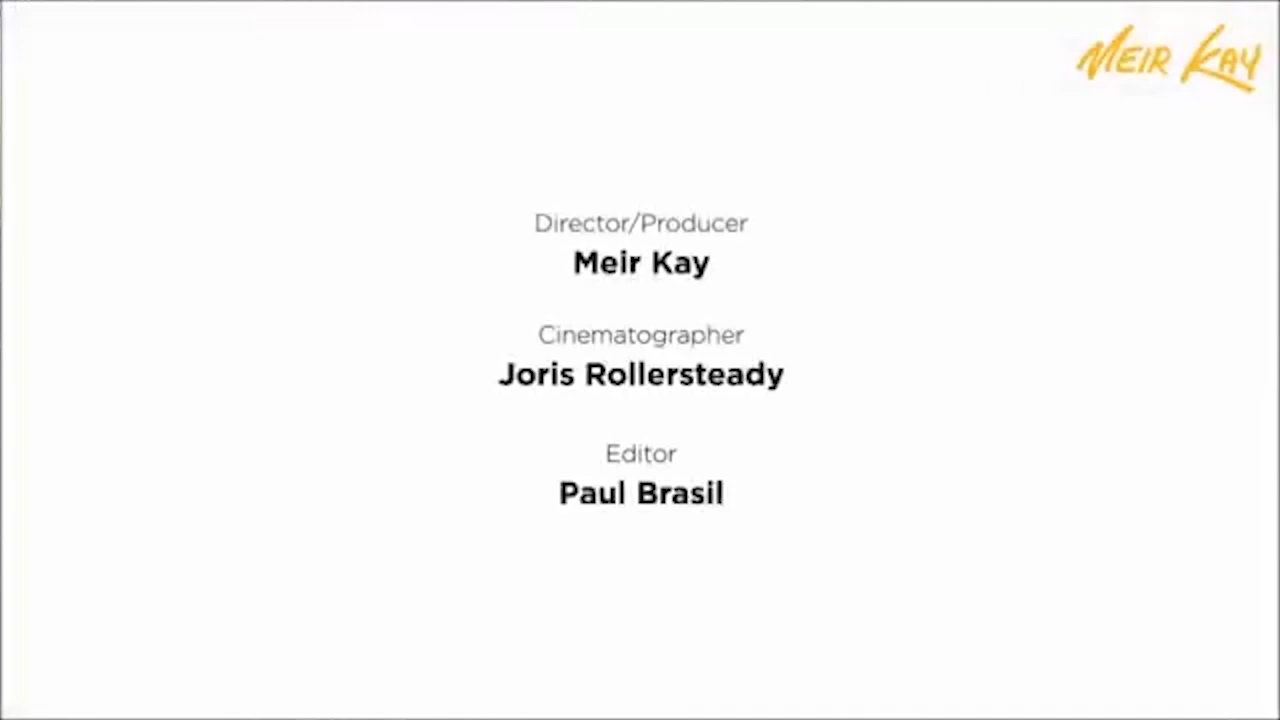 MEIR KAY
Director/Producer
Meir Kay
Cinematographer
Joris Rollersteady
Editor
Paul Brasil